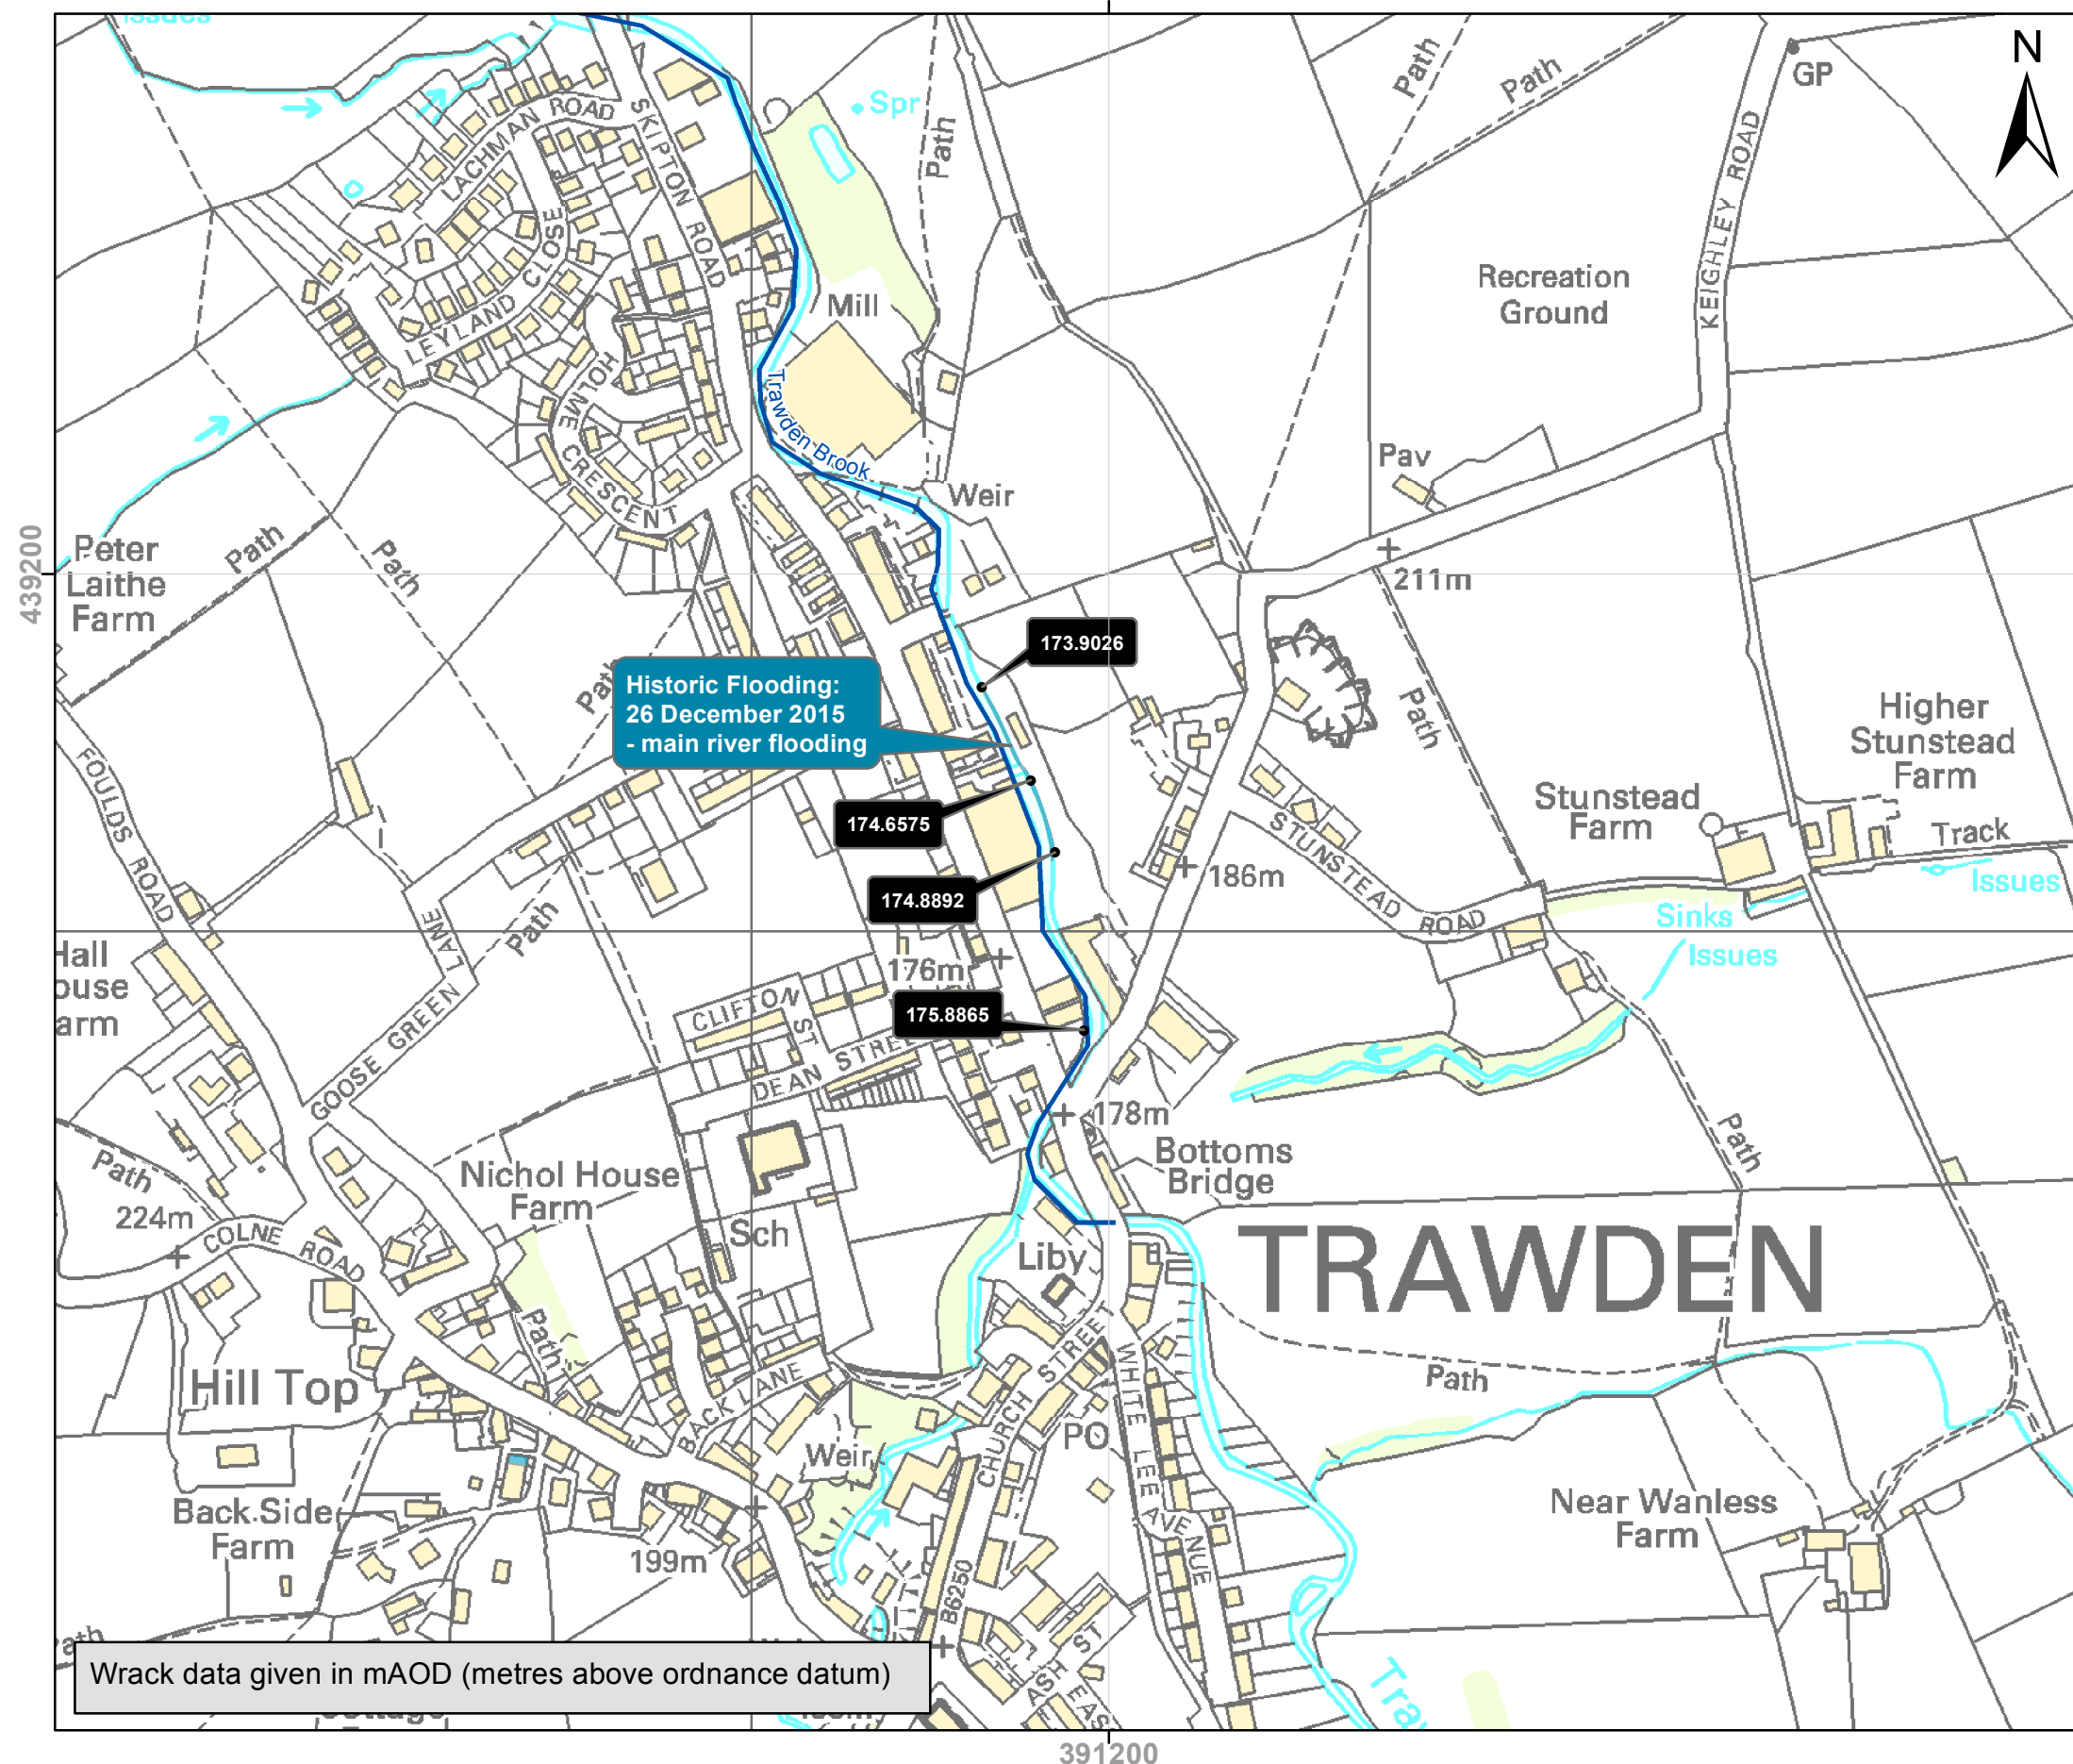 Issues
N
GP
Path
Path
Spr
Path
LACHMAN ROAD
SKIPTON ROAD
KEIGHLEY ROAD
LEYLAND CLOSE
Mill
Recreation
Ground
HOLME CRESCENT
Trawden Brook
Pav
Weir
439200
Peter
Laithe
Farm
Path
Path
211m
173.9026
Historic Flooding:
26 December 2015
- main river flooding
Path
Higher
Stunstead
Farm
FOULDS ROAD
174.6575
Stunstead
Farm
STUNSTEAD ROAD
Track
186m
Issues
174.8892
Sinks
Issues
Path
LANE
Hall
176m
175.8865
CLIFTON ST
DEAN STREE
GOOSE GREEN
178m
Path
Bottoms
Bridge
Path
224m
Nichol House
Farm
COLNE ROAD
Sch
Liby
TRAWDEN
Path
Hill Top
Path
BACK LANE
CHURCH STREET
WHITE LEE AVENUE
PO
Weir
Back Side
Farm
Near Wanless
Farm
199m
B6250
ASH ST
EAS
Wrack data given in mAOD (metres above ordnance datum)
391200